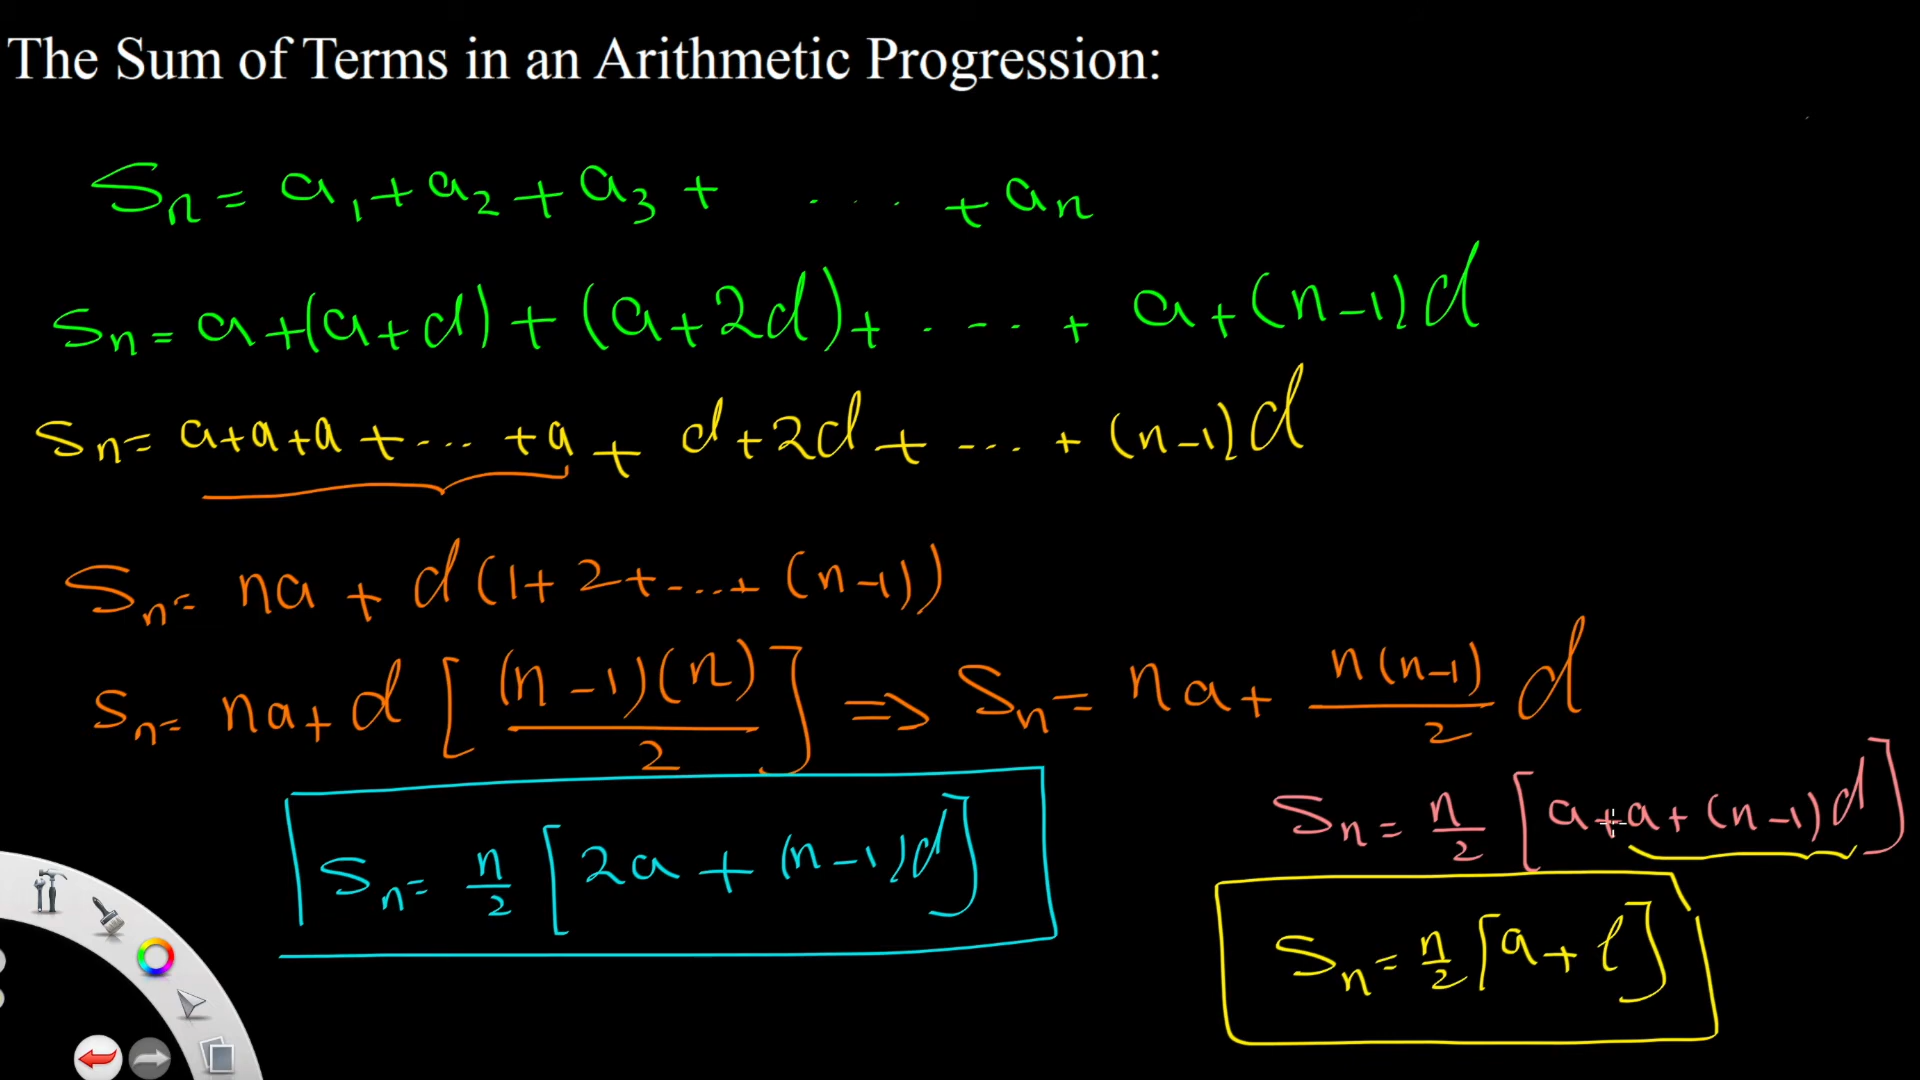 The Sum of Terms in an Arithmetic Progression:
Sn = a1 + a2 + a3 + .... + an
Sn = a + (a + d) + (a + 2d) + .... + a + (n-1)d
Sn = a + a + a + ... + a + d + 2d + ... + (n-1)d
Sn = na + d(1 + 2 + ... + (n-1))
Sn = na + d [(n-1)(n)/2] => Sn = na + n(n-1)/2 d
Sn = n/2 [a + a + (n-1)d]
Sn = n/2 [2a + (n-1)d]
Sn = n/2 [a + l]